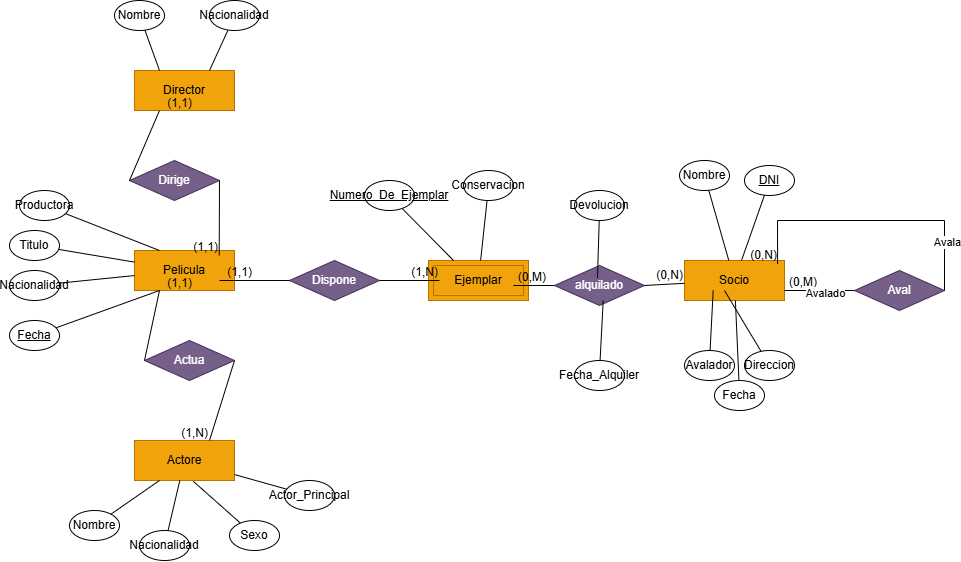 Nombre
Nacionalidad
Director
(1,1)
Dirige
Productora
Titulo
Nacionalidad
Fecha
(1,1)
Pelicula
(1,1)
(1,1)
Dispone
(1,N)
Numero_De_Ejemplar
Conservacion
Ejemplar
(0,M)
Devolucion
alquilado
Fecha_Alquiler
(0,N)
Nombre
DNI
(0,N)
Socio
(0,M)
Avalado
Aval
Avala
Avalador
Direccion
Fecha
Actua
(1,N)
Actore
Actor_Principal
Nombre
Nacionalidad
Sexo